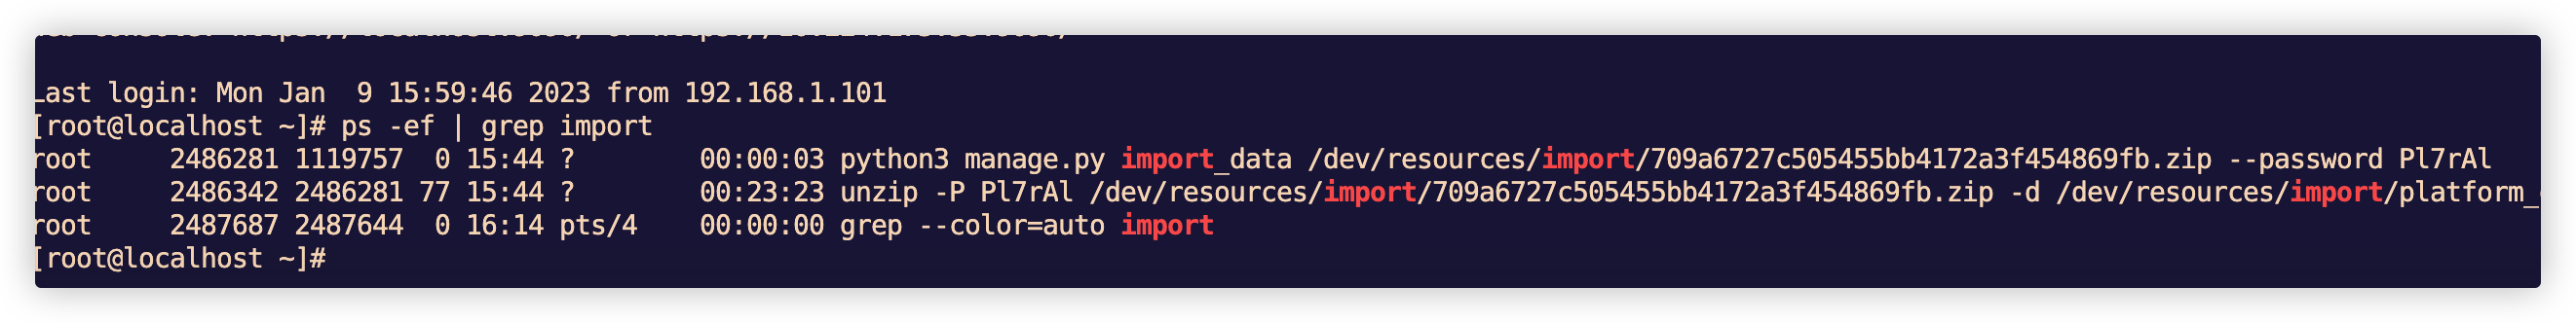 Last login: Mon Jan  9 15:59:46 2023 from 192.168.1.101
[root@localhost ~]# ps -ef | grep import
root     2486281 1119757  0 15:44 ?        00:00:03 python3 manage.py import_data /dev/resources/import/709a6727c505455bb4172a3f454869fb.zip --password Pl7rAl
root     2486342 2486281 77 15:44 ?        00:23:23 unzip -P Pl7rAl /dev/resources/import/709a6727c505455bb4172a3f454869fb.zip -d /dev/resources/import/platform_
root     2487687 2487644  0 16:14 pts/4    00:00:00 grep --color=auto import
[root@localhost ~]#